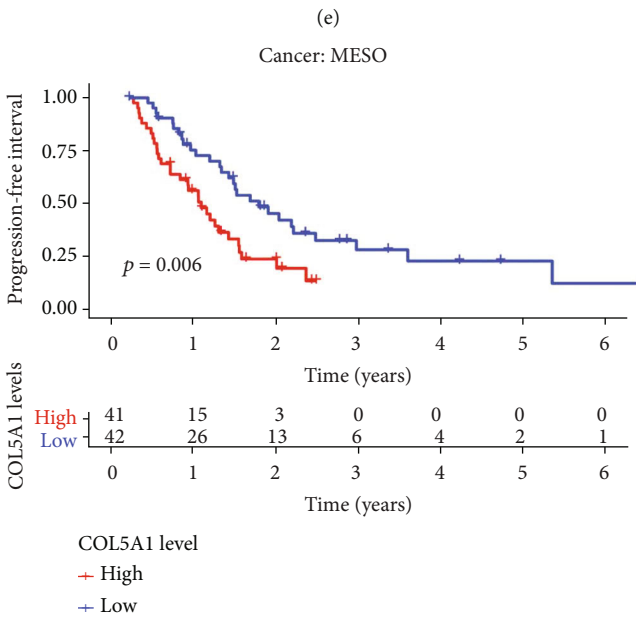 (e)
Cancer: MESO
Progression-free interval
1.00
0.75
0.50
0.25
0.00
p = 0.006
0 1 2 3 4 5 6
Time (years)
COL5A1 levels
High 41 15 3 0 0 0 0
Low 42 26 13 6 4 2 1
0 1 2 3 4 5 6
Time (years)
COL5A1 level
High
Low